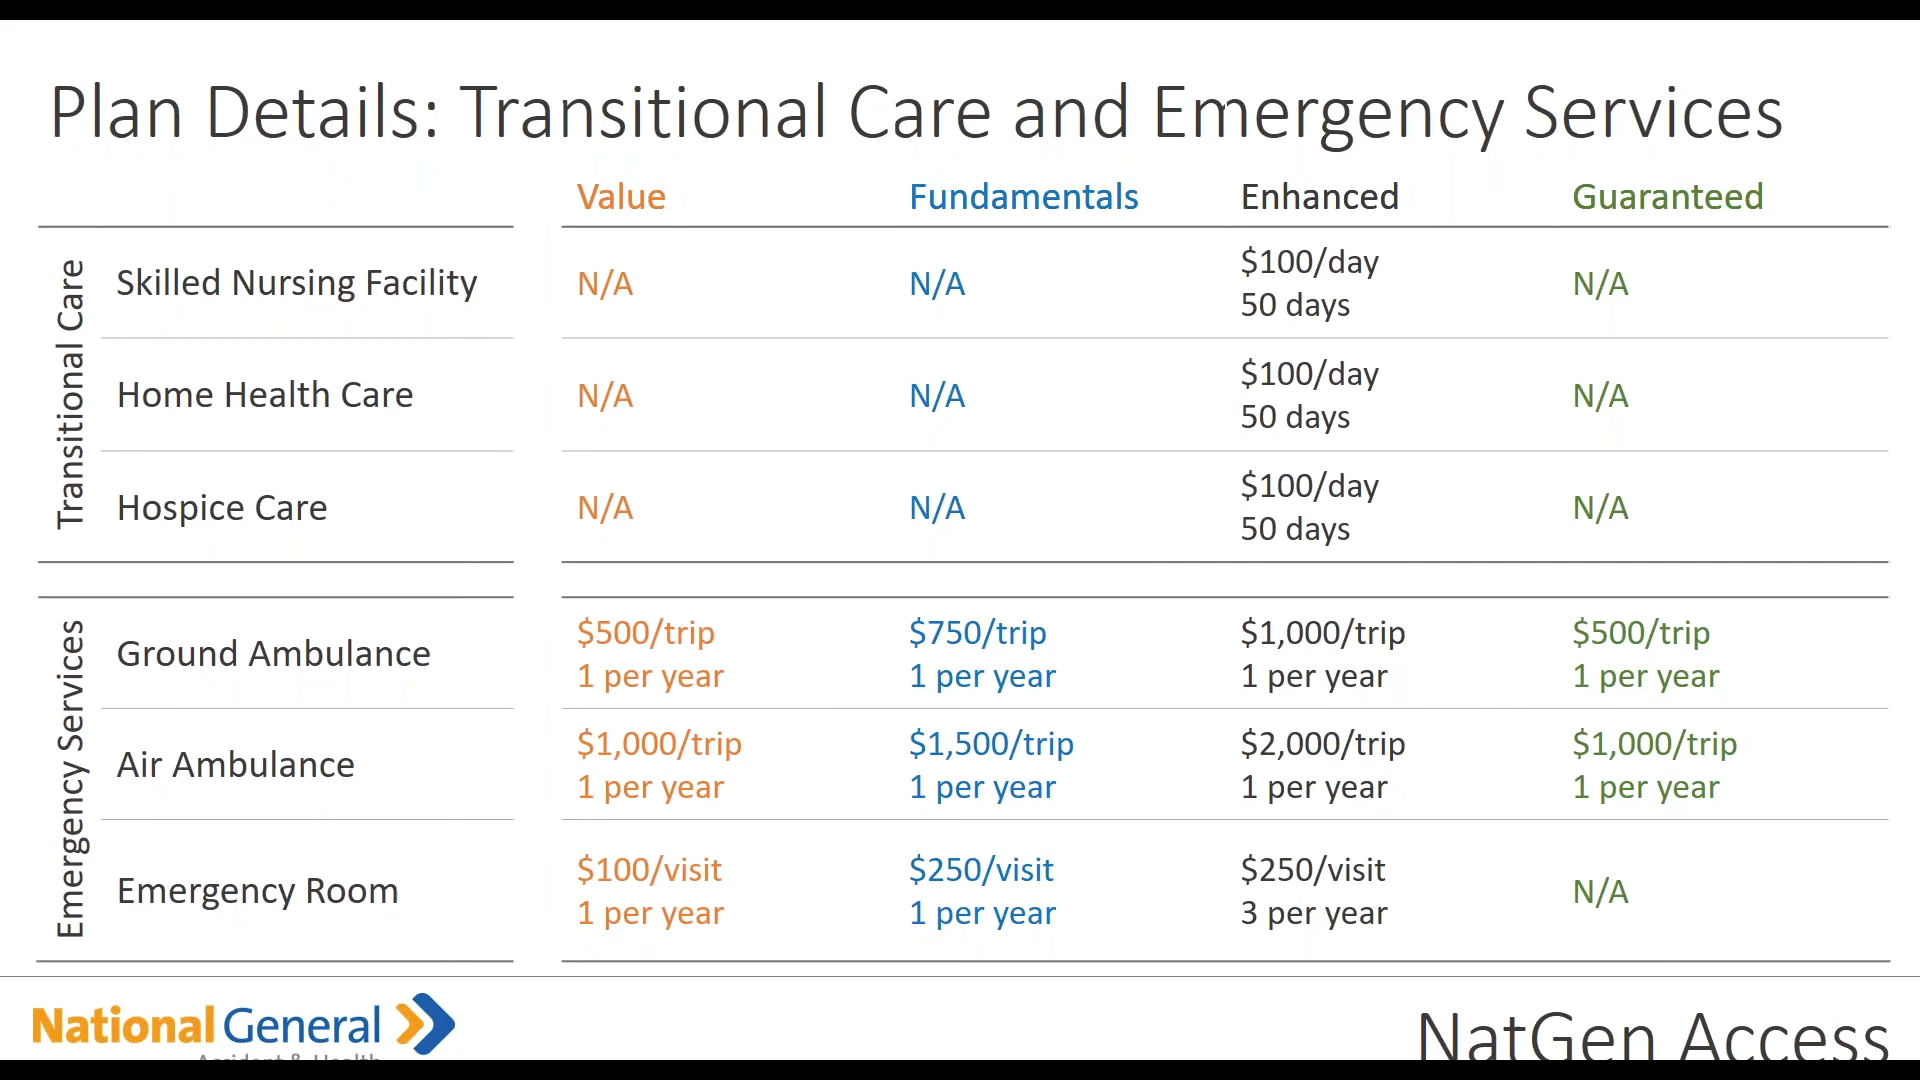 Plan Details: Transitional Care and Emergency Services
Value Fundamentals Enhanced Guaranteed
Transitional Care
Skilled Nursing Facility N/A N/A $100/day 50 days N/A
Home Health Care N/A N/A $100/day 50 days N/A
Hospice Care N/A N/A $100/day 50 days N/A
Emergency Services
Ground Ambulance $500/trip 1 per year $750/trip 1 per year $1,000/trip 1 per year $500/trip 1 per year
Air Ambulance $1,000/trip 1 per year $1,500/trip 1 per year $2,000/trip 1 per year $1,000/trip 1 per year
Emergency Room $100/visit 1 per year $250/visit 1 per year $250/visit 3 per year N/A
National General
Accident & Health
NatGen Access